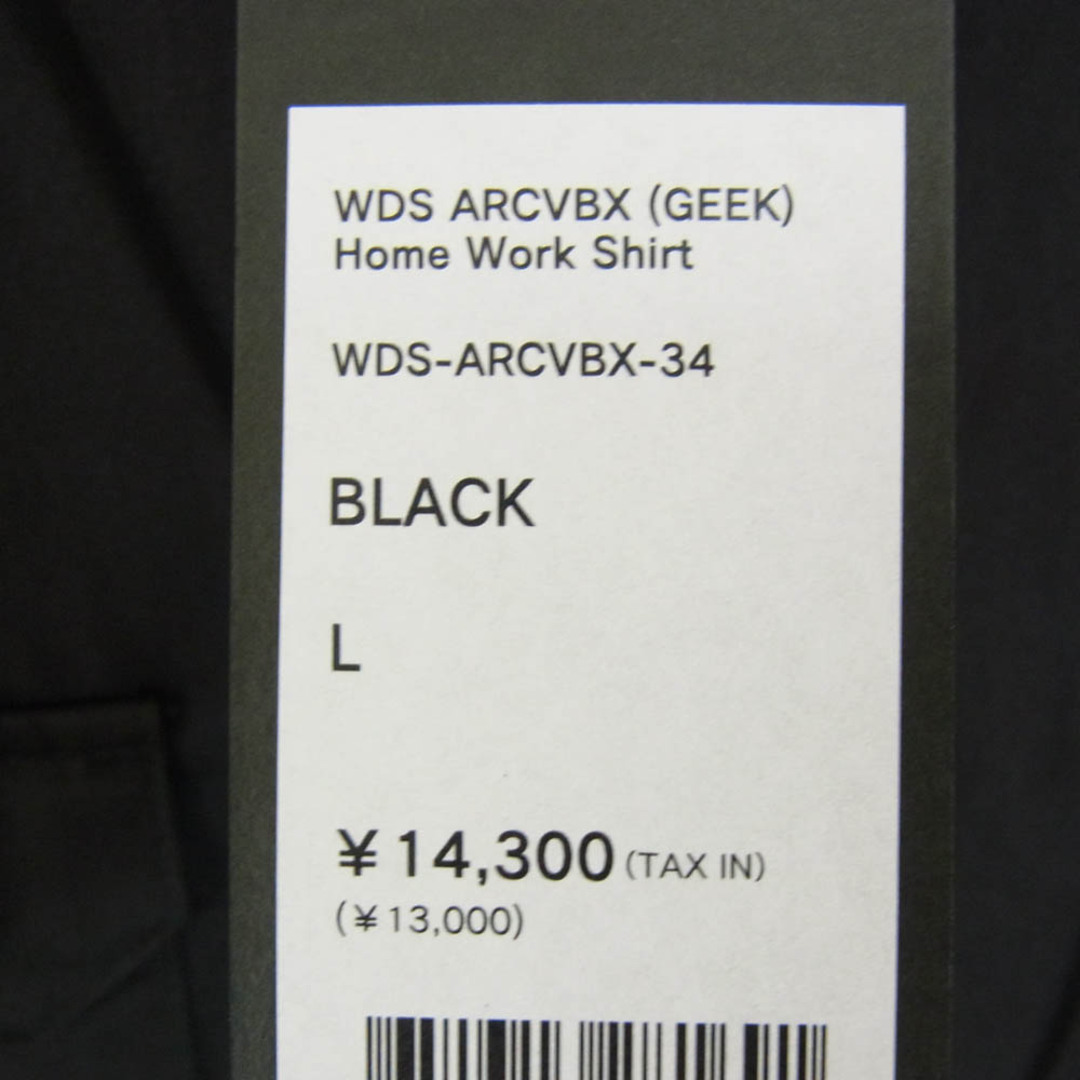 WDS ARCVBX (GEEK)
Home Work Shirt
WDS-ARCVBX-34
BLACK
L
¥14,300 (TAX IN)
(¥13,000)